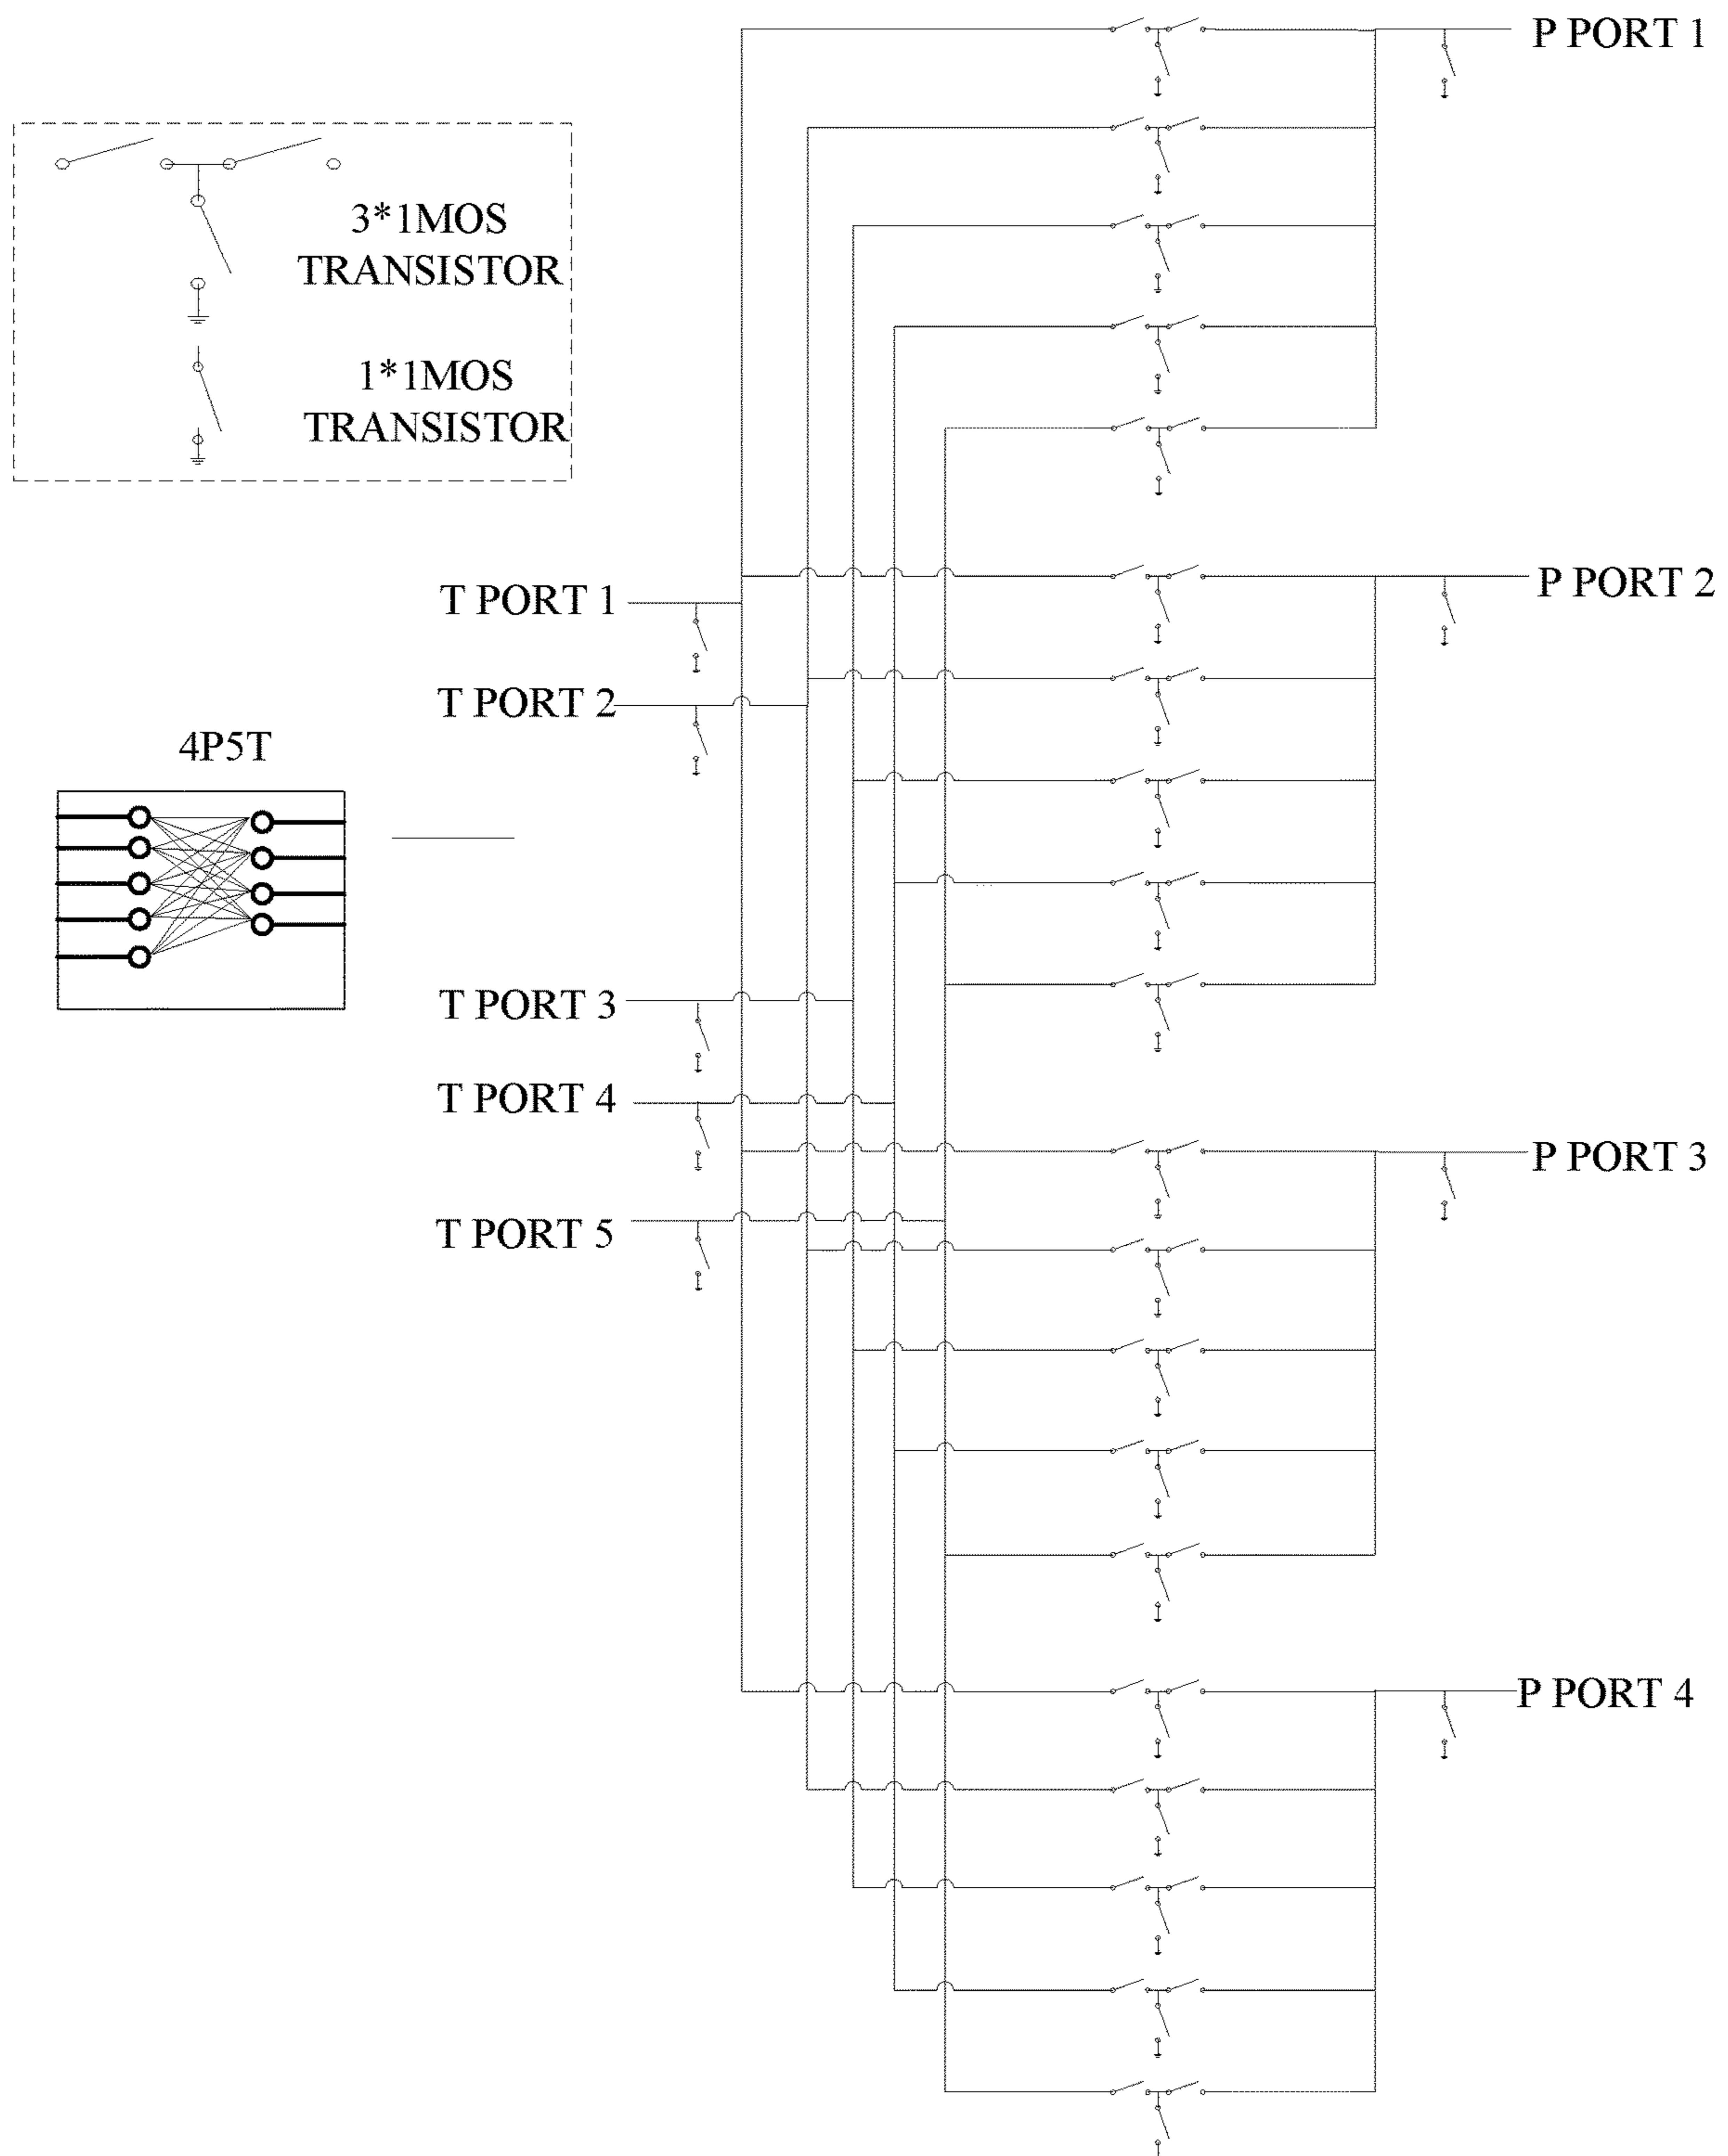 P PORT 1
3*1MOS
TRANSISTOR
1*1MOS
TRANSISTOR
P PORT 2
T PORT 1
T PORT 2
4P5T
T PORT 3
T PORT 4
P PORT 3
T PORT 5
P PORT 4